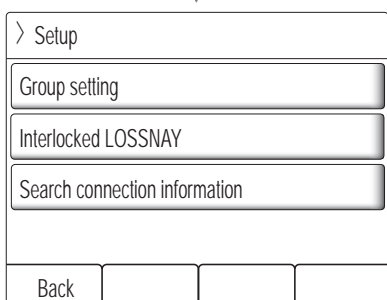 〉 Setup
Group setting
Interlocked LOSSNAY
Search connection information
Back